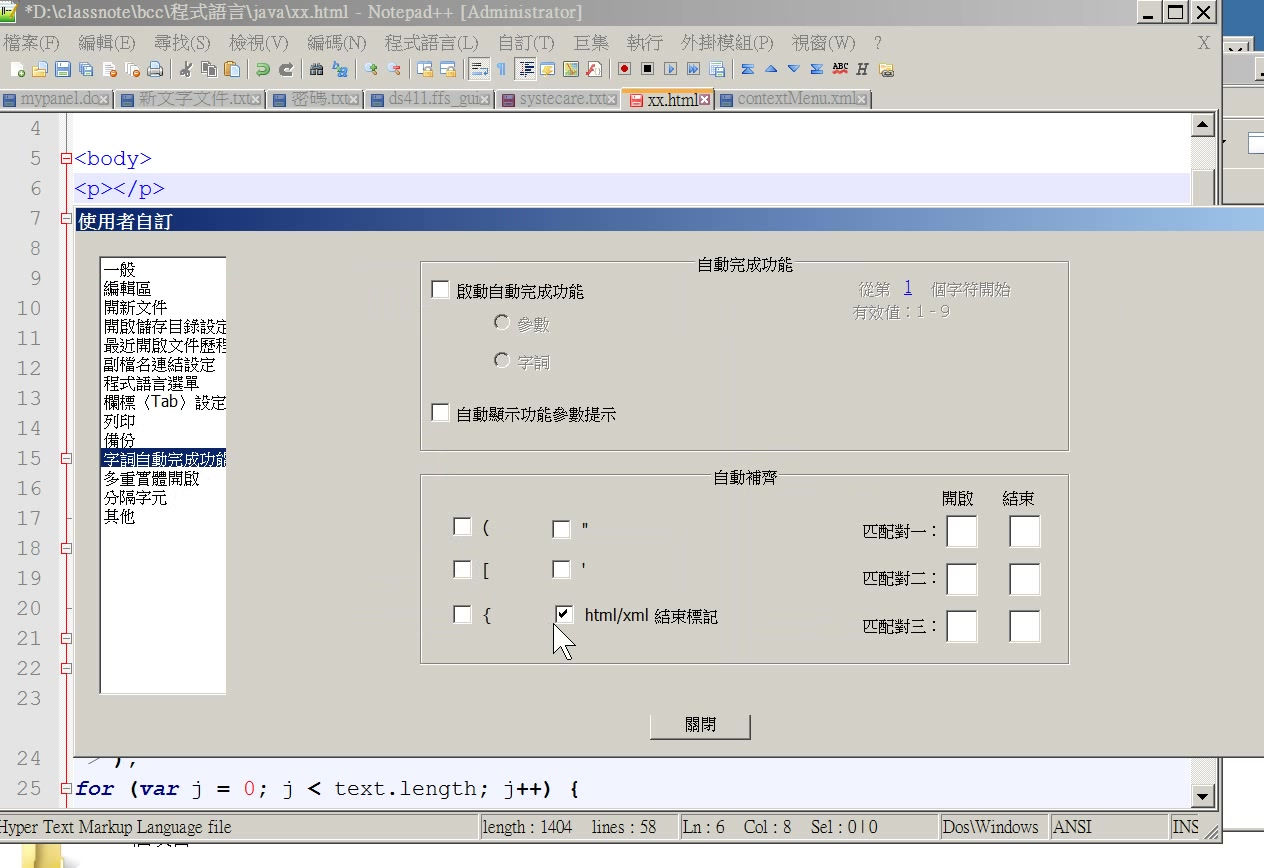 *D:\classnote\bcc\程式語言\java\xx.html - Notepad++ [Administrator]
檔案(F) 編輯(E) 尋找(S) 檢視(V) 編碼(N) 程式語言(L) 自訂(T) 巨集 執行 外掛模組(P) 視窗(W) ? X
ABC H
mypanel.do 新文字文件.txt 密碼.txt ds411.ffs_gui systecare.txt xx.html contextMenu.xml
4
5 <body>
6 <p></p>
7 使用者自訂
自動完成功能
一般
8 編輯區 啟動自動完成功能 從第 1 個字符開始
9 開新文件 有效值：1 - 9
10 開啟儲存目錄設定 參數
11 最近開啟文件歷程
12 副檔名連結設定 字詞
程式語言選單
13 欄標〈Tab〉設定
14 列印 自動顯示功能參數提示
備份
15 字詞自動完成功能
16 多重實體開啟 自動補齊
分隔字元 開啟 結束
17 其他
18 ( " 匹配對一：
19 [ ' 匹配對二：
20 { html/xml 結束標記 匹配對三：
21
22
23
關閉
24 );
25 for (var j = 0; j < text.length; j++) {
Hyper Text Markup Language file length : 1404 lines : 58 Ln : 6 Col : 8 Sel : 0 | 0 Dos\Windows ANSI INS